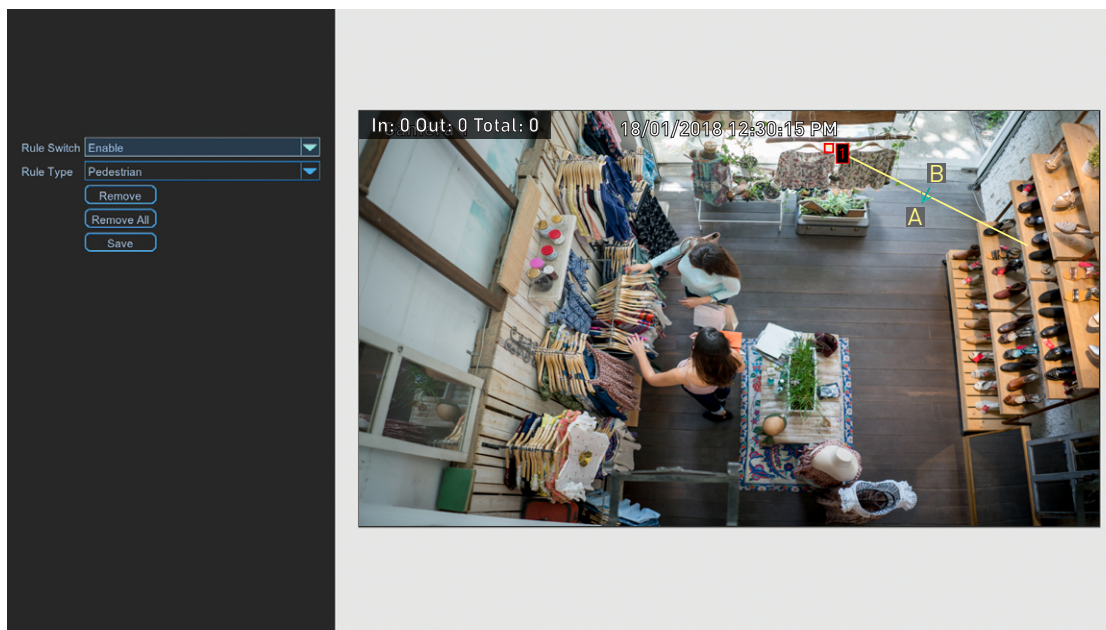 Rule Switch Enable
Rule Type Pedestrian
Remove
Remove All
Save
In: 0 Out: 0 Total: 0
18/01/2018 12:30:15 PM
1
B
A